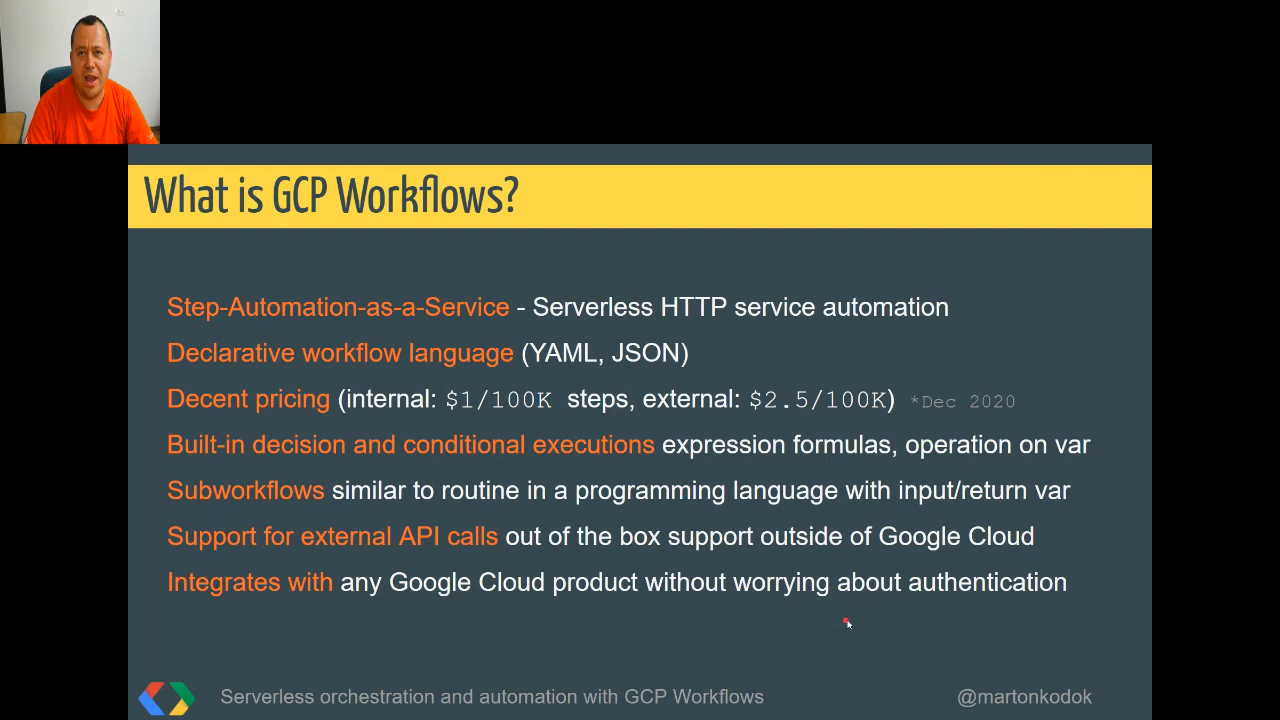 What is GCP Workflows?
Step-Automation-as-a-Service - Serverless HTTP service automation
Declarative workflow language (YAML, JSON)
Decent pricing (internal: $1/100K steps, external: $2.5/100K) *Dec 2020
Built-in decision and conditional executions expression formulas, operation on var
Subworkflows similar to routine in a programming language with input/return var
Support for external API calls out of the box support outside of Google Cloud
Integrates with any Google Cloud product without worrying about authentication
Serverless orchestration and automation with GCP Workflows
@martonkodok